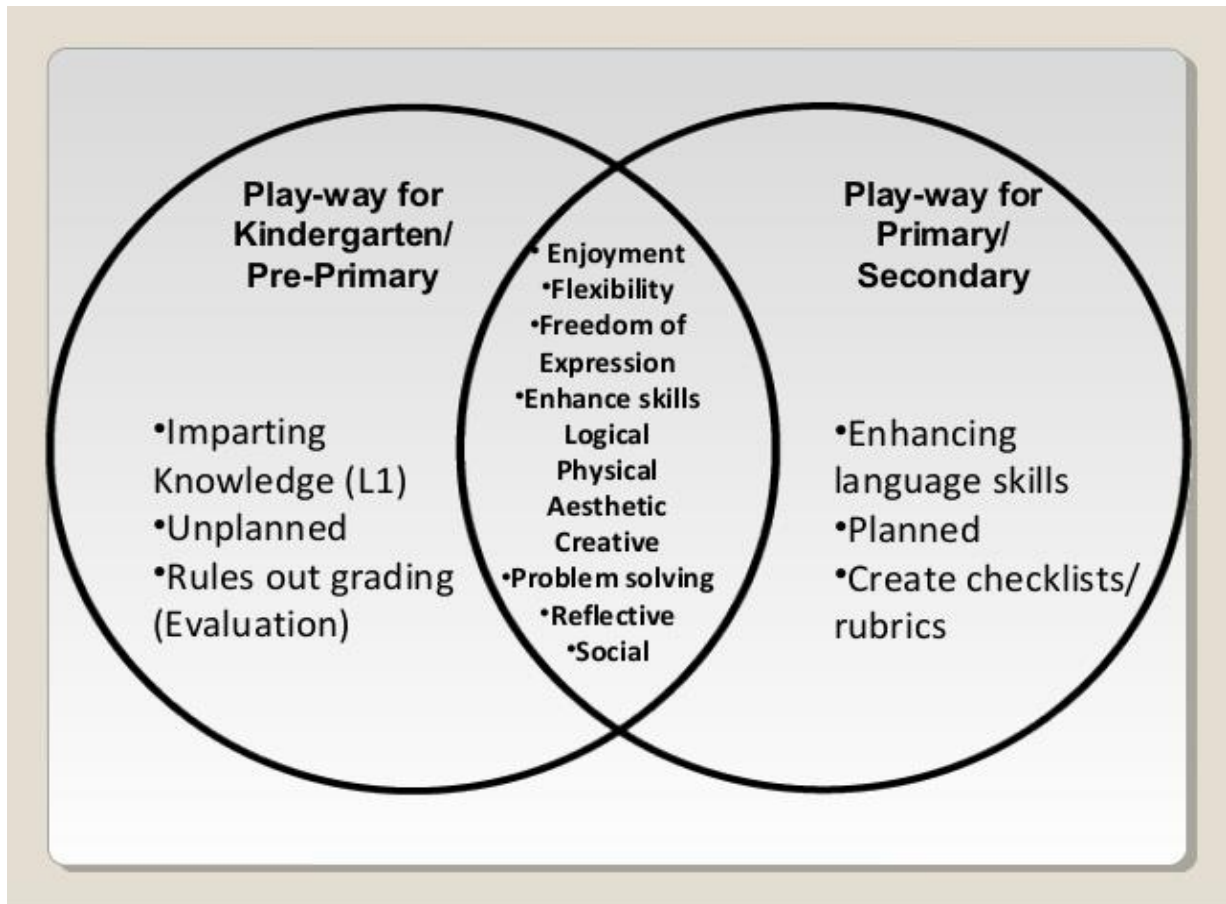 Play-way for
Kindergarten/
Pre-Primary
•Imparting
Knowledge (L1)
•Unplanned
•Rules out grading
(Evaluation)
• Enjoyment
•Flexibility
•Freedom of
Expression
•Enhance skills
Logical
Physical
Aesthetic
Creative
•Problem solving
•Reflective
•Social
Play-way for
Primary/
Secondary
•Enhancing
language skills
•Planned
•Create checklists/
rubrics